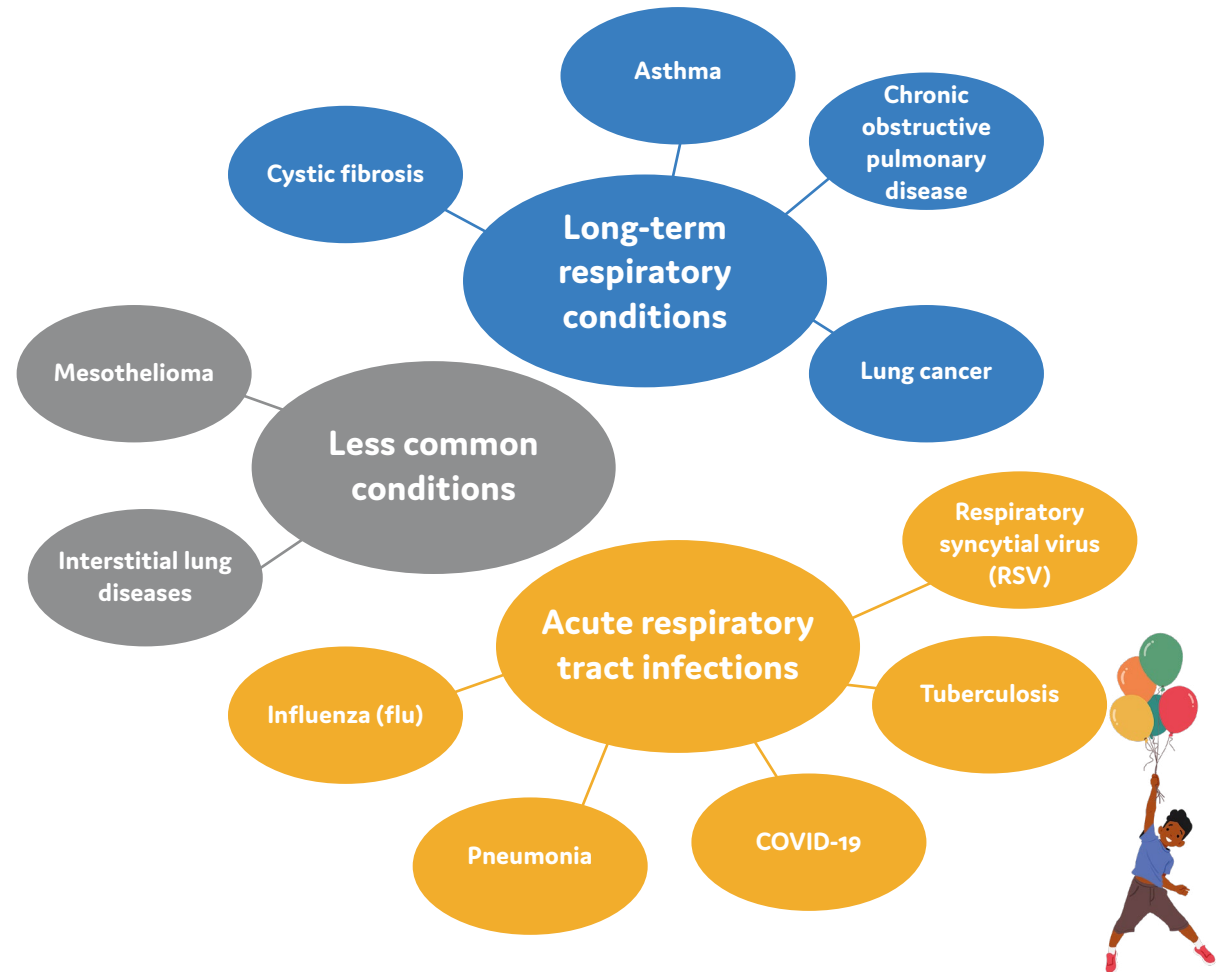 Asthma
Chronic
obstructive
pulmonary
disease
Cystic fibrosis
Long-term
respiratory
conditions
Lung cancer
Mesothelioma
Less common
conditions
Interstitial lung
diseases
Respiratory
syncytial virus
(RSV)
Acute respiratory
tract infections
Tuberculosis
Influenza (flu)
Pneumonia
COVID-19